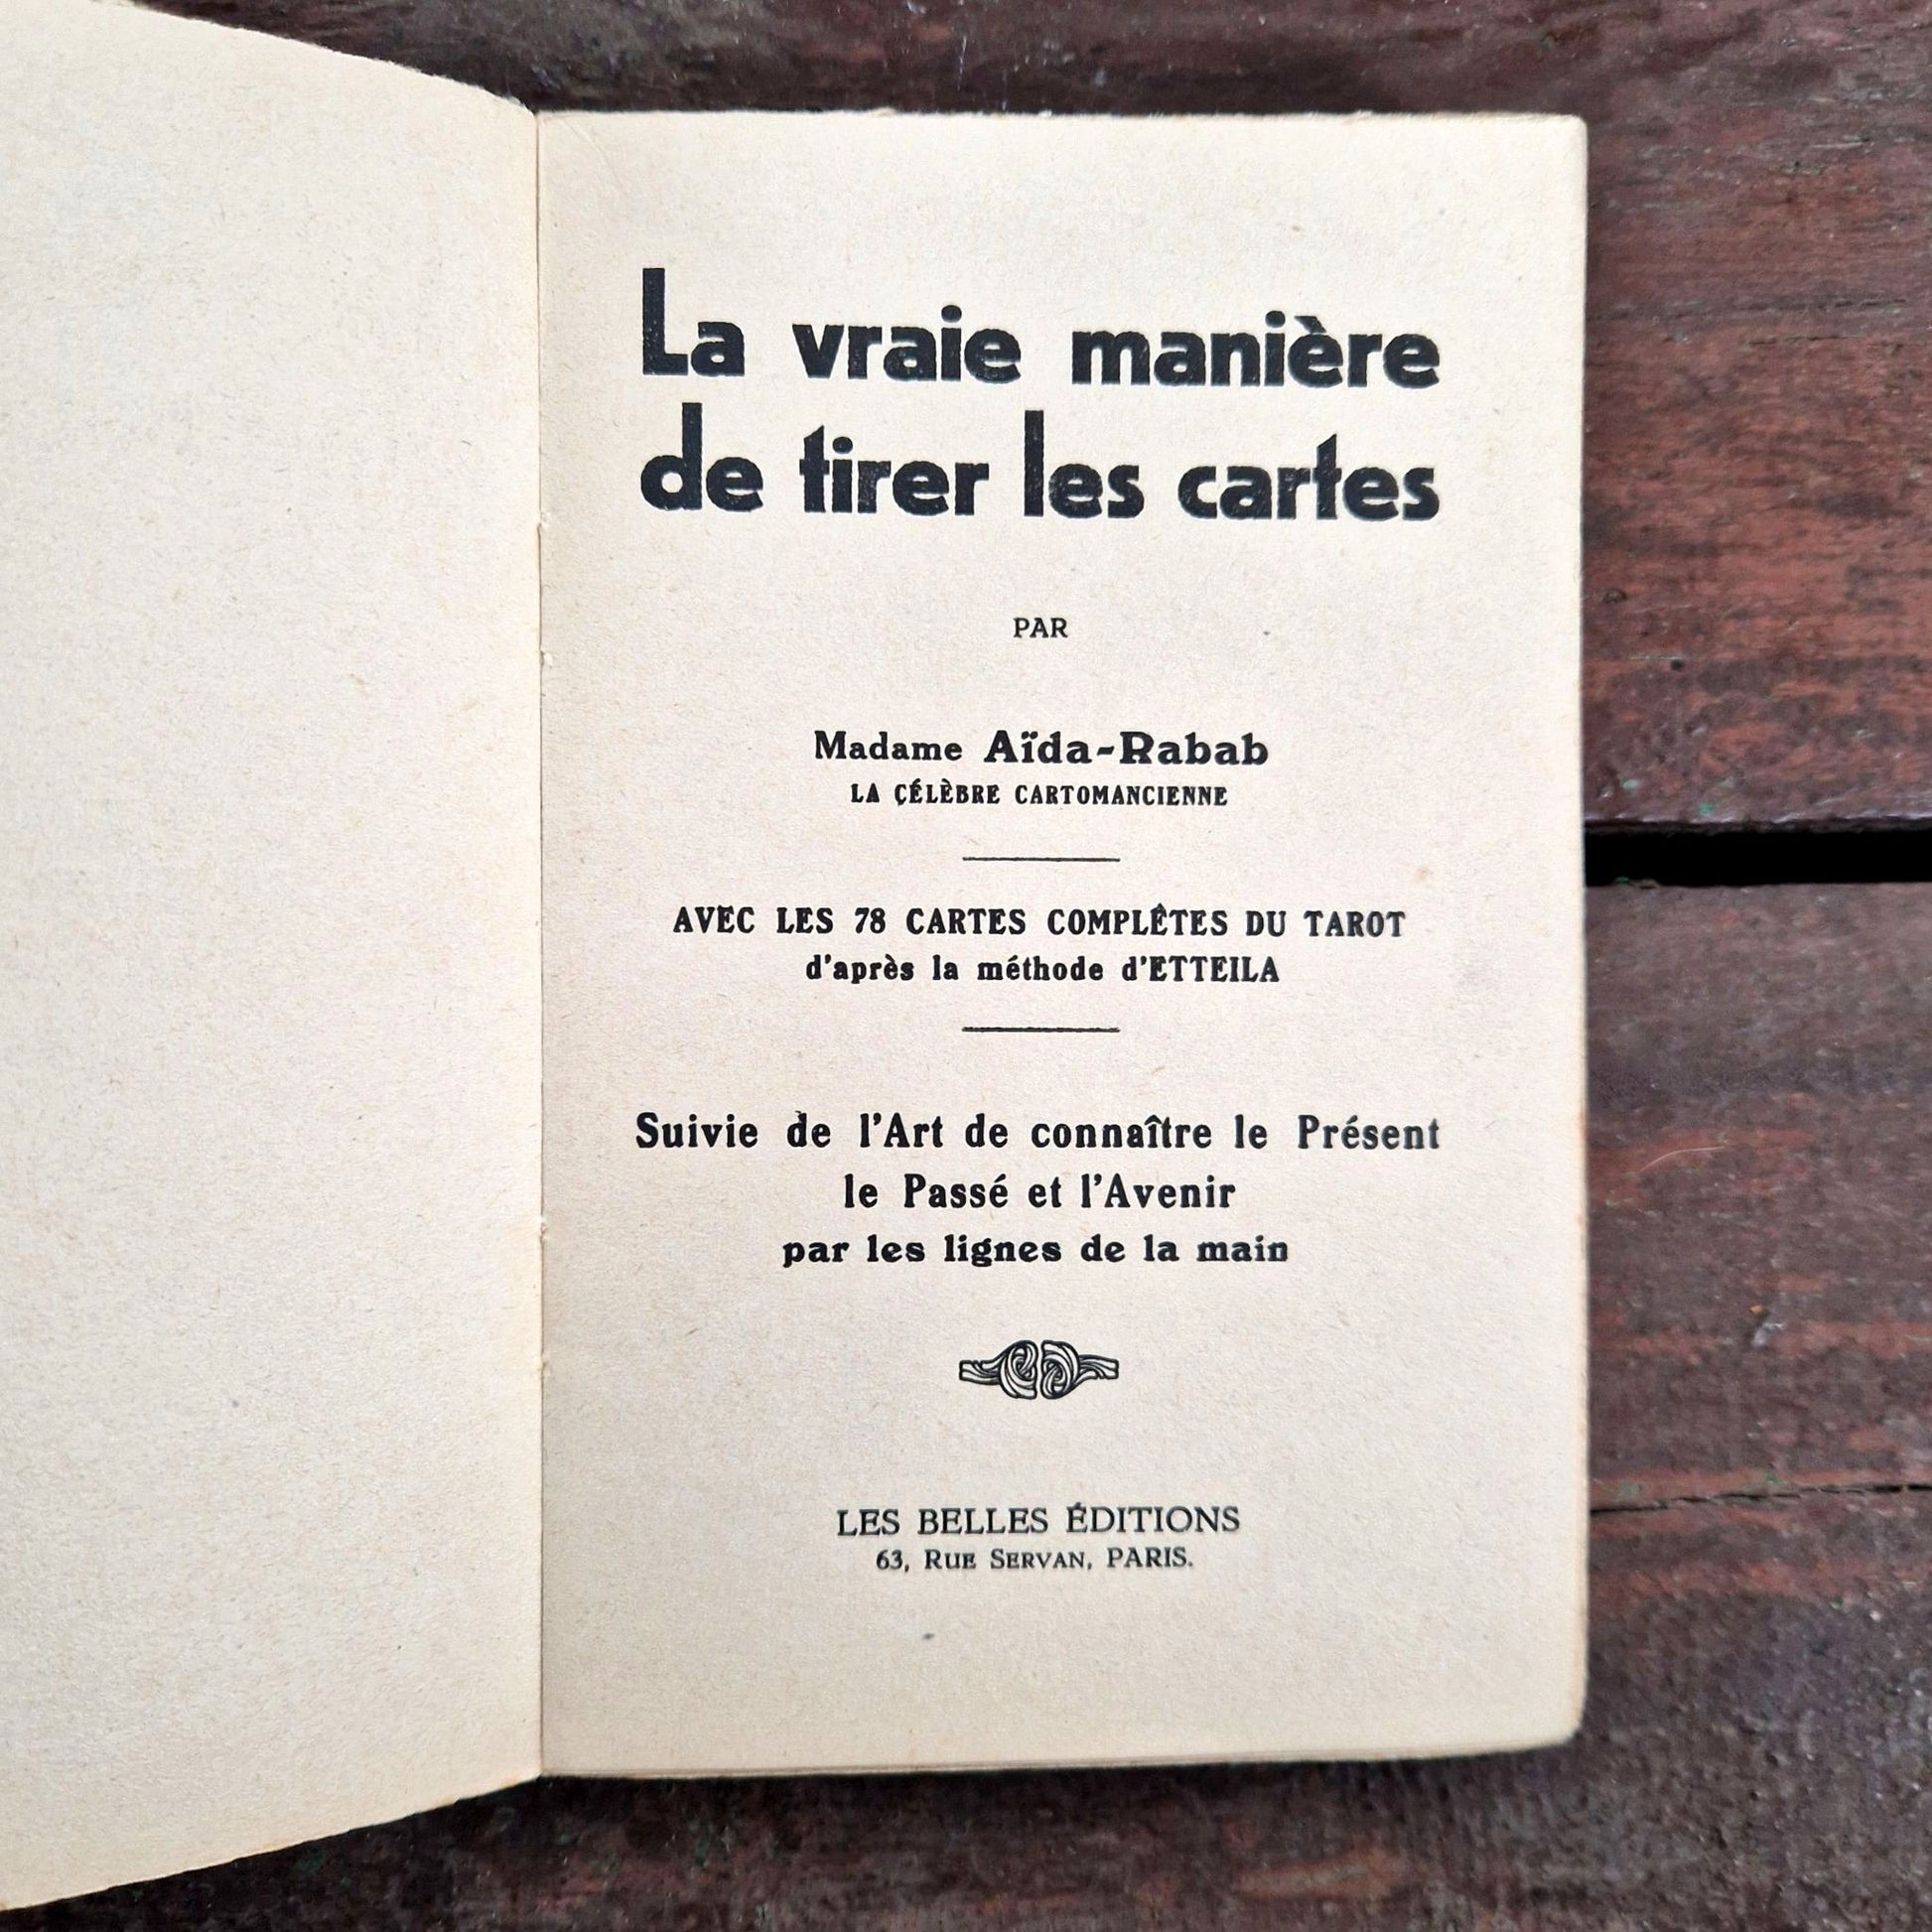 La vraie manière
de tirer les cartes
PAR
Madame Aïda-Rabab
LA ÇÉLÈBRE CARTOMANCIENNE
AVEC LES 78 CARTES COMPLÊTES DU TAROT
d'après la méthode d'ETTEILA
Suivie de l'Art de connaître le Présent
le Passé et l'Avenir
par les lignes de la main
LES BELLES ÉDITIONS
63, RUE SERVAN, PARIS.